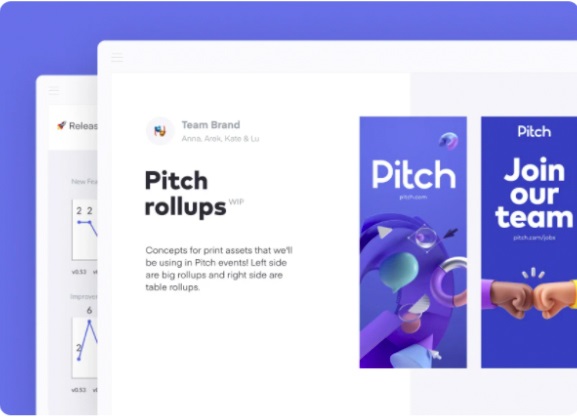 🚀 Releas
New Fea
2 2
v0.53
Improve
6
2
v0.53
Team Brand
Anna, Arek, Kate & Lu
Pitch
rollups WIP
Concepts for print assets that we'll
be using in Pitch events! Left side
are big rollups and right side are
table rollups.
Pitch
pitch.com
Pitch
Join
our
team
pitch.com/jobs